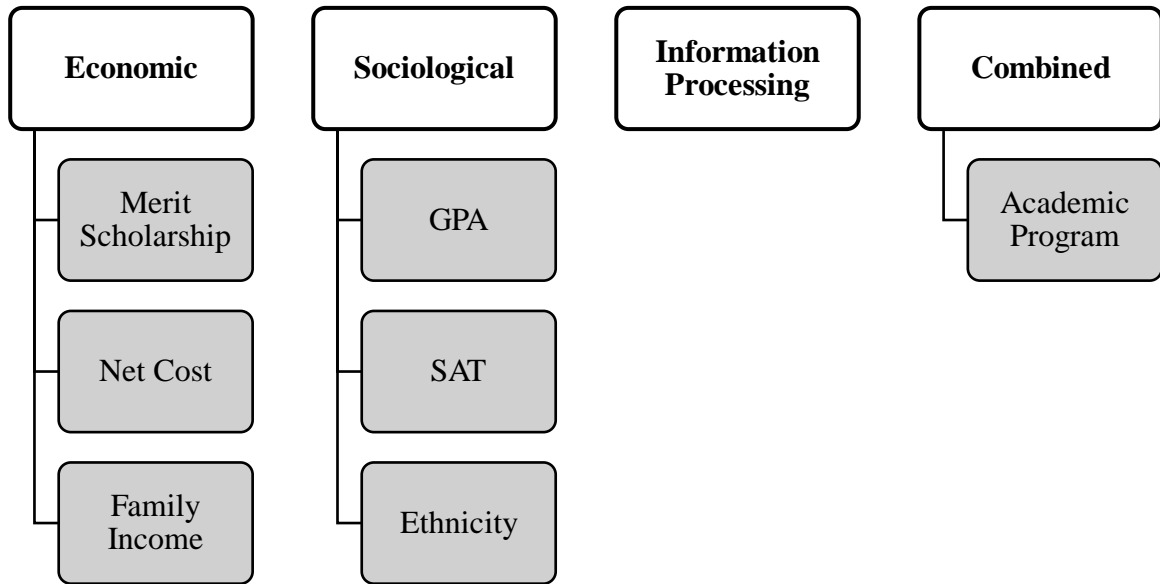 Economic
Merit
Scholarship
Net Cost
Family
Income
Sociological
GPA
SAT
Ethnicity
Information
Processing
Combined
Academic
Program